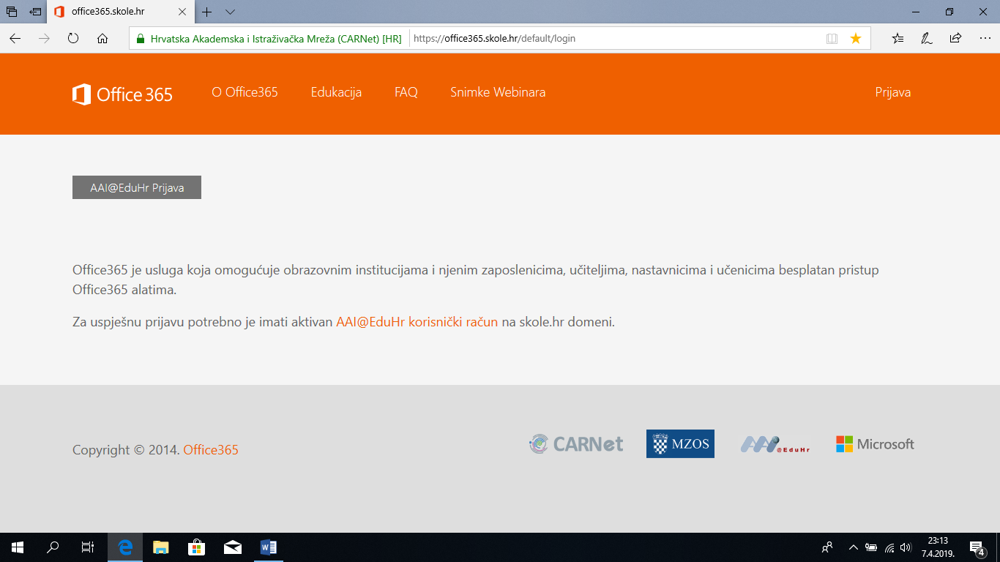 office365.skole.hr
Hrvatska Akademska i Istraživačka Mreža (CARNet) [HR] https://office365.skole.hr/default/login
Office 365 O Office365 Edukacija FAQ Snimke Webinara Prijava
AAI@EduHr Prijava
Office365 je usluga koja omogućuje obrazovnim institucijama i njenim zaposlenicima, učiteljima, nastavnicima i učenicima besplatan pristup
Office365 alatima.
Za uspješnu prijavu potrebno je imati aktivan AAI@EduHr korisnički račun na skole.hr domeni.
Copyright © 2014. Office365 CARNet MZOS AAI @EduHr Microsoft
23:13
7.4.2019. 4